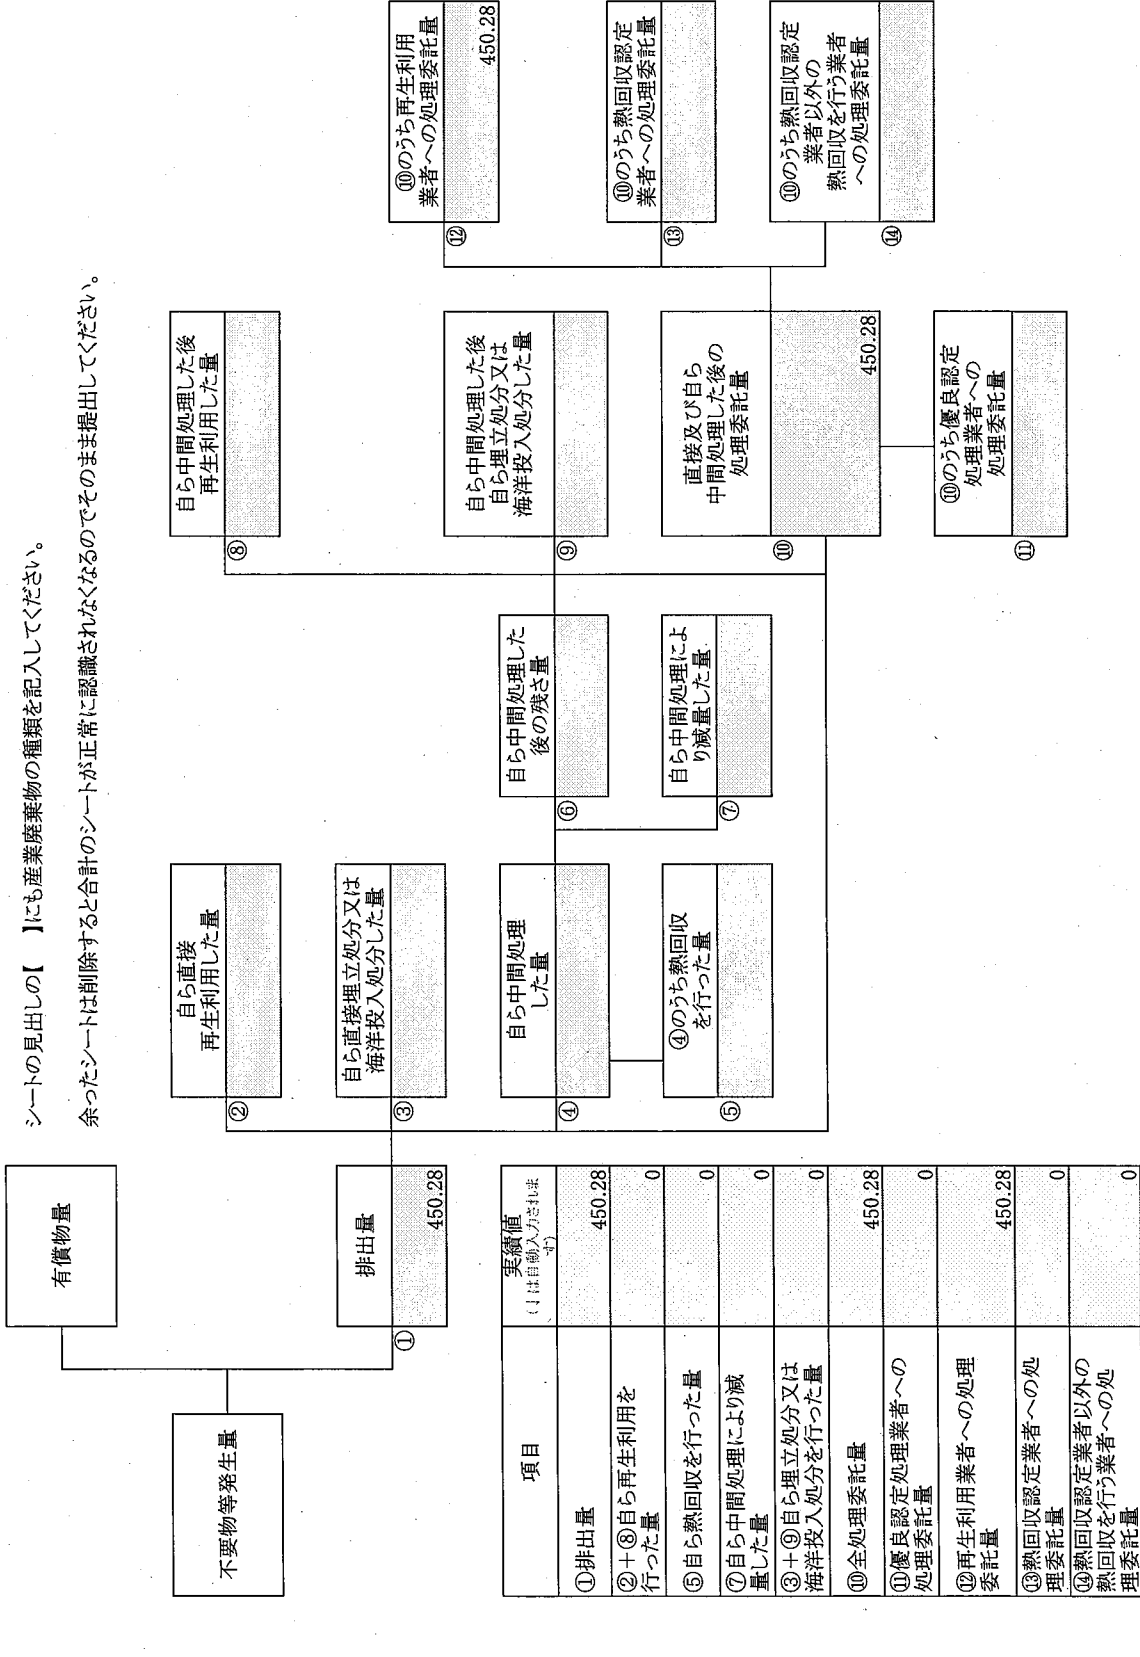 シートの見出しの【　】にも産業廃棄物の種類を記入してください。
余ったシートは削除すると合計のシートが正常に認識されなくなるのでそのまま提出してください。
有償物量
不要物等発生量
排出量
①
450.28
自ら直接
再生利用した量
②
自ら直接埋立処分又は
海洋投入処分した量
③
自ら中間処理
した量
④
④のうち熱回収
を行った量
⑤
自ら中間処理した
後の残さ量
⑥
自ら中間処理によ
り減量した量
⑦
自ら中間処理した後
再生利用した量
⑧
自ら中間処理した後
自ら埋立処分又は
海洋投入処分した量
⑨
直接及び自ら
中間処理した後の
処理委託量
⑩
450.28
⑩のうち優良認定
処理業者への
処理委託量
⑪
⑩のうち再生利用
業者への処理委託量
⑫
450.28
⑩のうち熱回収認定
業者への処理委託量
⑬
⑩のうち熱回収認定
業者以外の
熱回収を行う業者
への処理委託量
⑭
項目
実績値
(↓は自動入力されま
す)
①排出量
450.28
②+⑧自ら再生利用を
行った量
0
⑤自ら熱回収を行った量
0
⑦自ら中間処理により減
量した量
0
③+⑨自ら埋立処分又は
海洋投入処分を行った量
0
⑩全処理委託量
450.28
⑪優良認定処理業者への
処理委託量
0
⑫再生利用業者への処理
委託量
450.28
⑬熱回収認定業者への処
理委託量
0
⑭熱回収認定業者以外の
熱回収を行う業者への処
理委託量
0